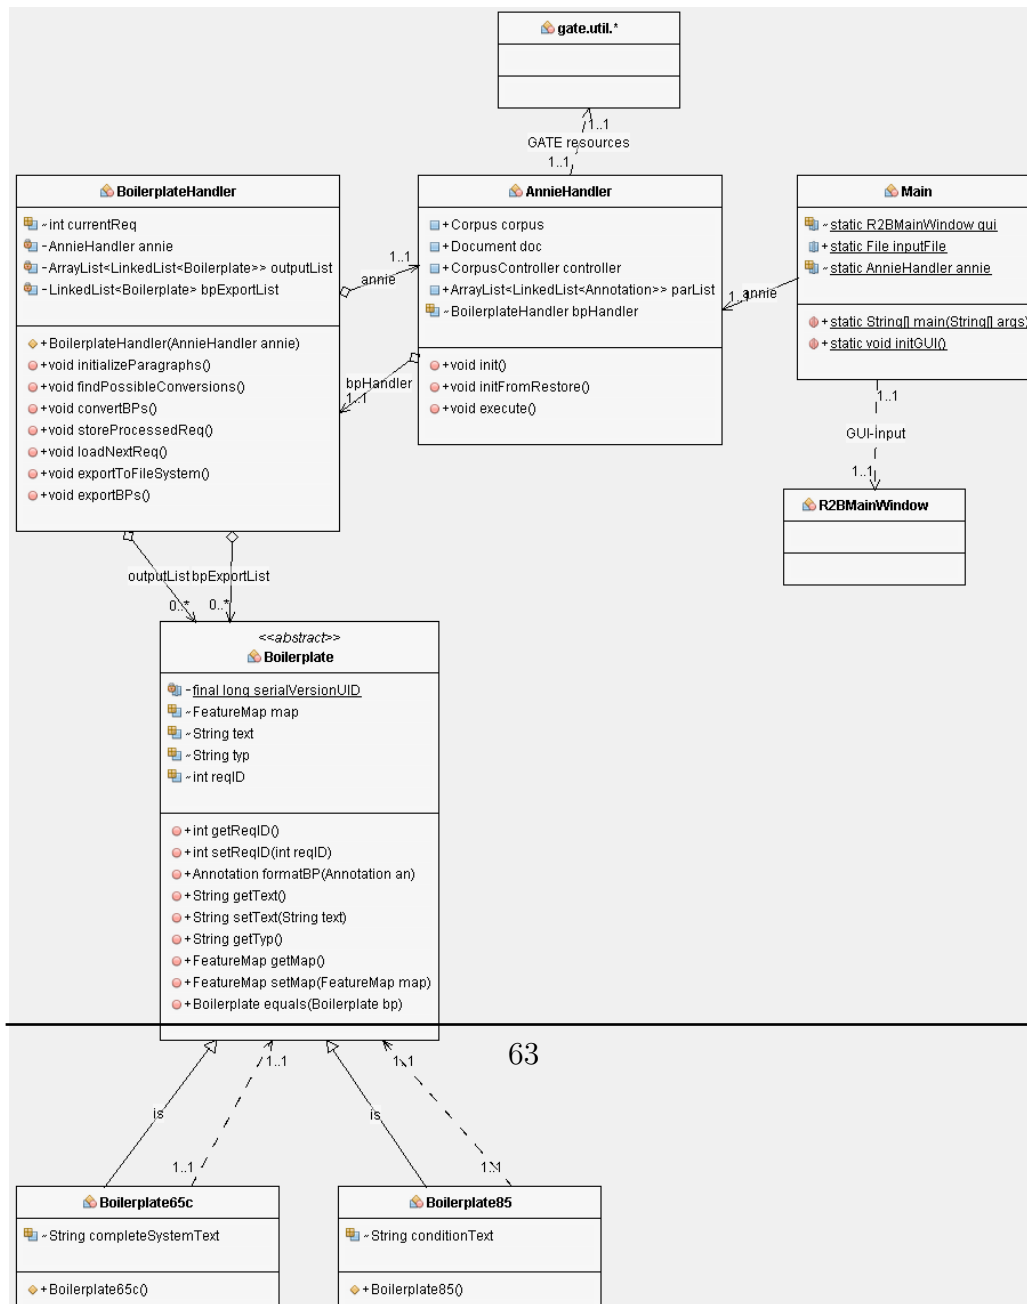 gate.util.*
1..1
GATE resources
1..1
BoilerplateHandler
~int currentReq
-AnnieHandler annie
-ArrayList<LinkedList<Boilerplate>> outputList
-LinkedList<Boilerplate> bpExportList
+BoilerplateHandler(AnnieHandler annie)
+void initializeParagraphs()
+void findPossibleConversions()
+void convertBPs()
+void storeProcessedReq()
+void loadNextReq()
+void exportToFileSystem()
+void exportBPs()
1..1
annie
bpHandler
1..1
AnnieHandler
+Corpus corpus
+Document doc
+CorpusController controller
+ArrayList<LinkedList<Annotation>> parList
~BoilerplateHandler bpHandler
+void init()
+void initFromRestore()
+void execute()
1..1
annie
Main
~static R2BMainWindow gui
+static File inputFile
~static AnnieHandler annie
+static String[] main(String[] args)
+static void initGUI()
1..1
GUI-input
1..1
R2BMainWindow
outputList
bpExportList
0..*
0..*
<<abstract>>
Boilerplate
-final long serialVersionUID
~FeatureMap map
~String text
~String typ
~int reqID
+int getReqID()
+int setReqID(int reqID)
+Annotation formatBP(Annotation an)
+String getText()
+String setText(String text)
+String getTyp()
+FeatureMap getMap()
+FeatureMap setMap(FeatureMap map)
+Boilerplate equals(Boilerplate bp)
63
1..1
1..1
is
is
1..1
1..1
Boilerplate65c
~String completeSystemText
+Boilerplate65c()
Boilerplate85
~String conditionText
+Boilerplate85()